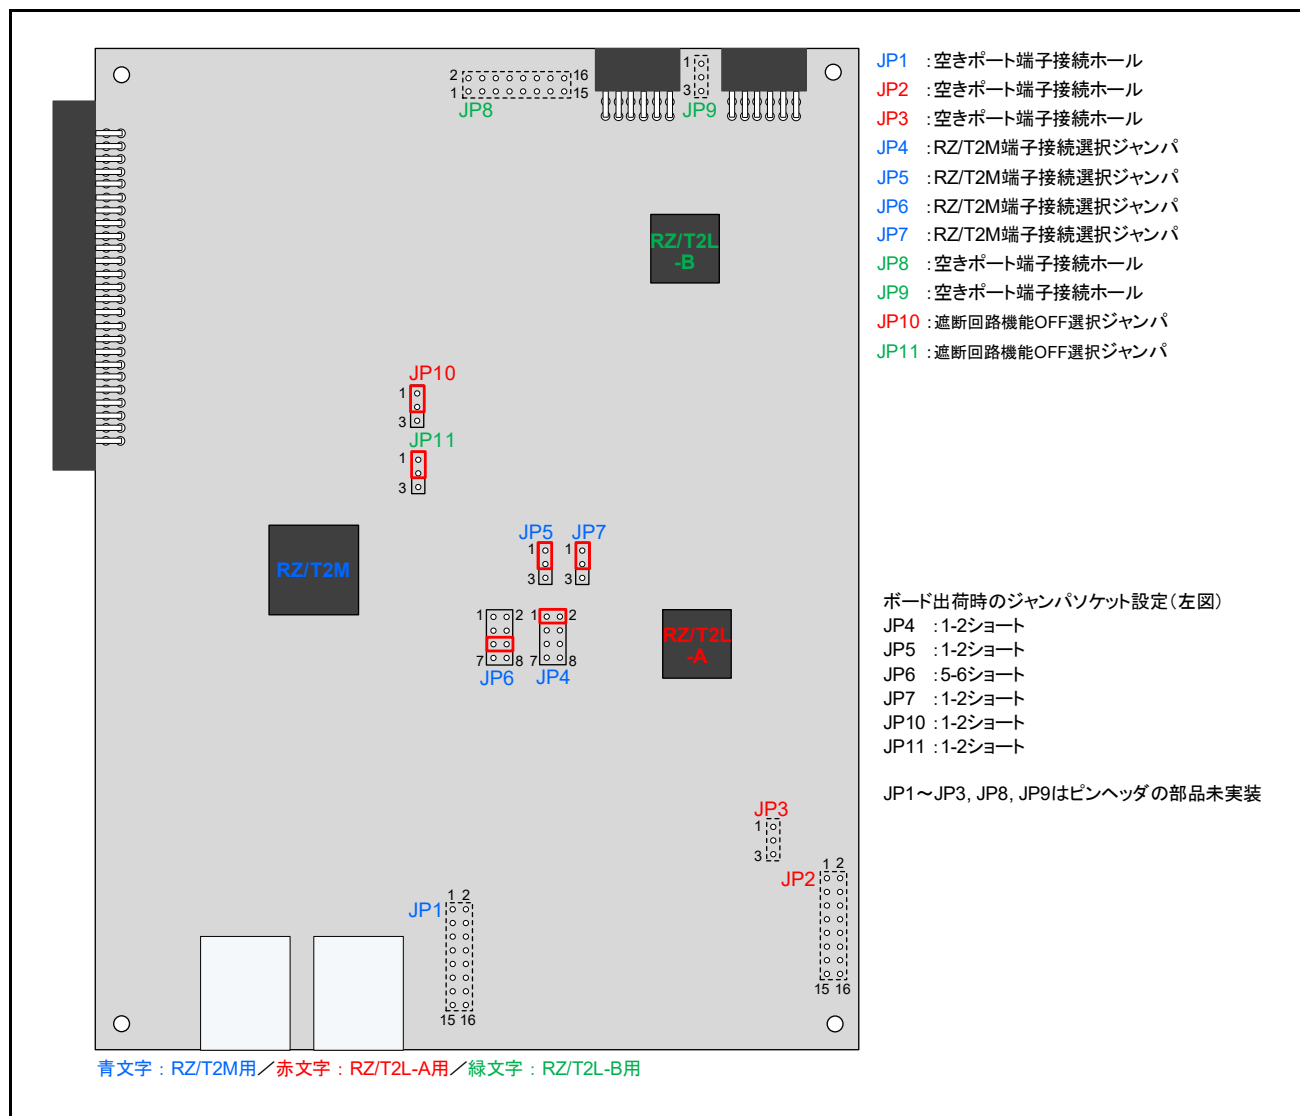 2
16
1
15
JP8
1
3
JP9
JP1 :空きポート端子接続ホール
JP2 :空きポート端子接続ホール
JP3 :空きポート端子接続ホール
JP4 :RZ/T2M端子接続選択ジャンパ
JP5 :RZ/T2M端子接続選択ジャンパ
JP6 :RZ/T2M端子接続選択ジャンパ
JP7 :RZ/T2M端子接続選択ジャンパ
JP8 :空きポート端子接続ホール
JP9 :空きポート端子接続ホール
JP10 :遮断回路機能OFF選択ジャンパ
JP11 :遮断回路機能OFF選択ジャンパ
RZ/T2L
-B
JP10
1
3
JP11
1
3
RZ/T2M
JP5
1
3
JP7
1
3
1
2
7
8
JP6
1
2
7
8
JP4
RZ/T2L
-A
ボード出荷時のジャンパソケット設定(左図)
JP4 :1-2ショート
JP5 :1-2ショート
JP6 :5-6ショート
JP7 :1-2ショート
JP10 :1-2ショート
JP11 :1-2ショート
JP1～JP3, JP8, JP9はピンヘッダの部品未実装
JP3
1
3
JP2
1 2
15 16
JP1
1 2
15 16
青文字：RZ/T2M用／赤文字：RZ/T2L-A用／緑文字：RZ/T2L-B用